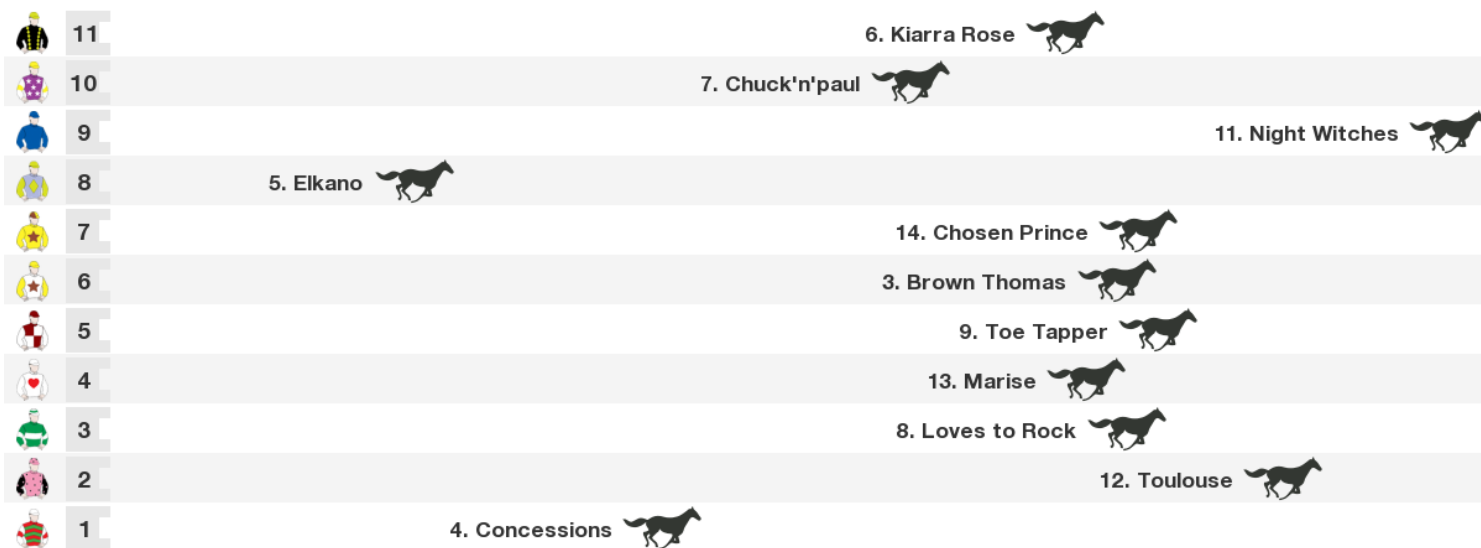 11 6. Kiarra Rose
10 7. Chuck'n'paul
9 11. Night Witches
8 5. Elkano
7 14. Chosen Prince
6 3. Brown Thomas
5 9. Toe Tapper
4 13. Marise
3 8. Loves to Rock
2 12. Toulouse
1 4. Concessions